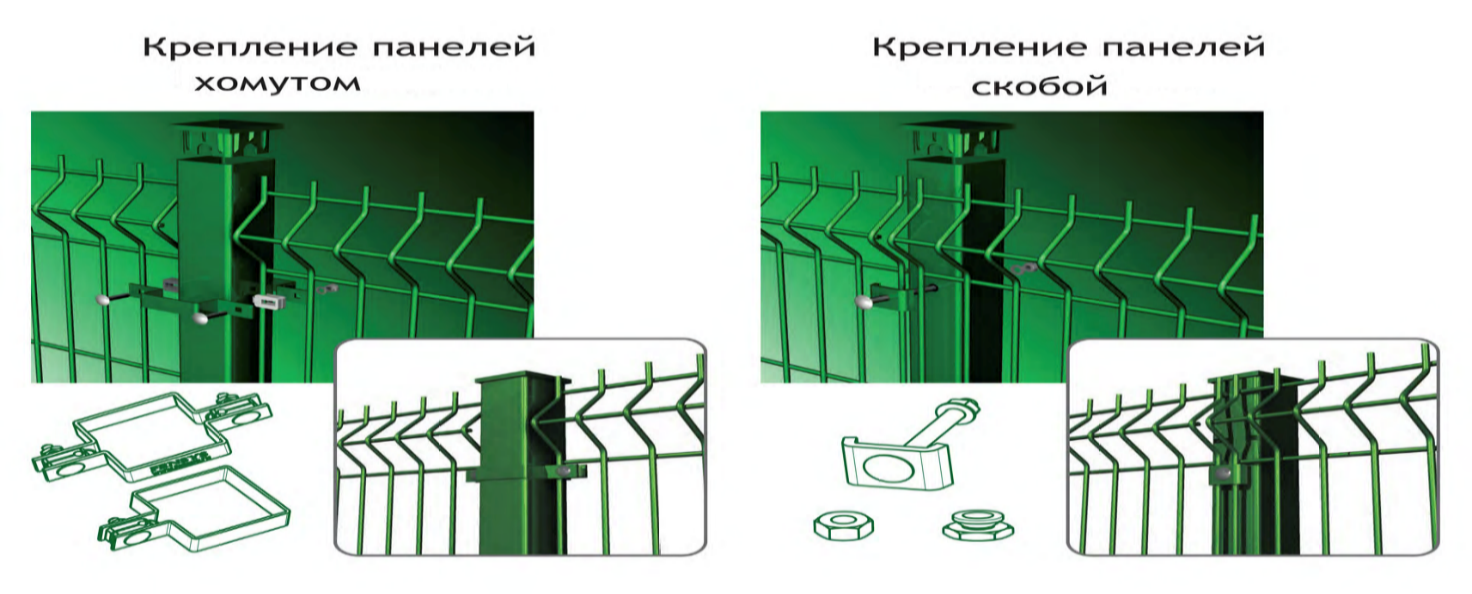 Крепление панелей
хомутом
Крепление панелей
скобой